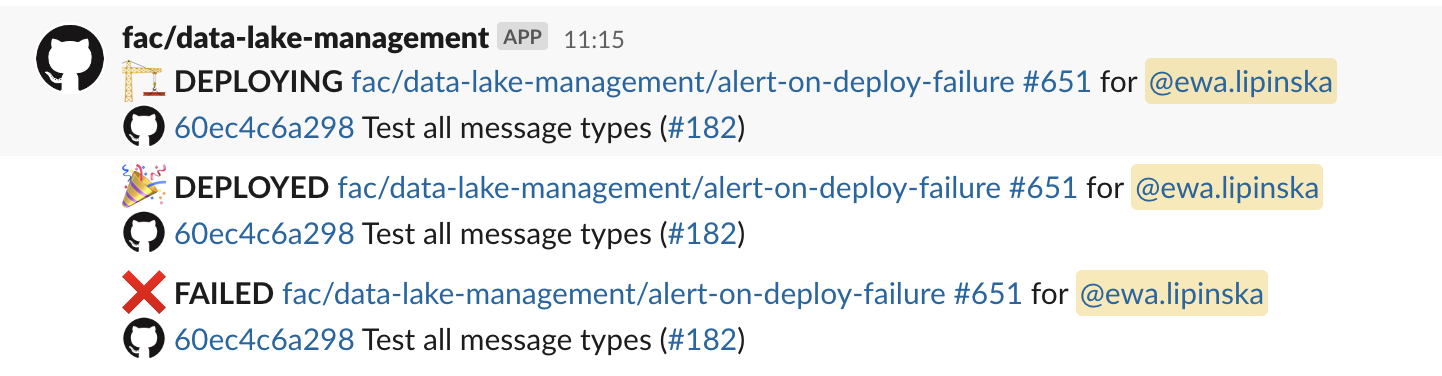 fac/data-lake-management APP 11:15
DEPLOYING fac/data-lake-management/alert-on-deploy-failure #651 for @ewa.lipinska
60ec4c6a298 Test all message types (#182)
DEPLOYED fac/data-lake-management/alert-on-deploy-failure #651 for @ewa.lipinska
60ec4c6a298 Test all message types (#182)
FAILED fac/data-lake-management/alert-on-deploy-failure #651 for @ewa.lipinska
60ec4c6a298 Test all message types (#182)